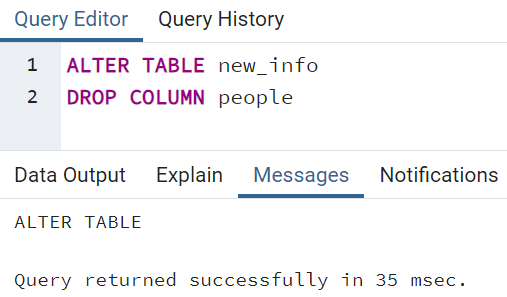 Query Editor Query History
1 ALTER TABLE new_info
2 DROP COLUMN people
Data Output Explain Messages Notifications
ALTER TABLE
Query returned successfully in 35 msec.